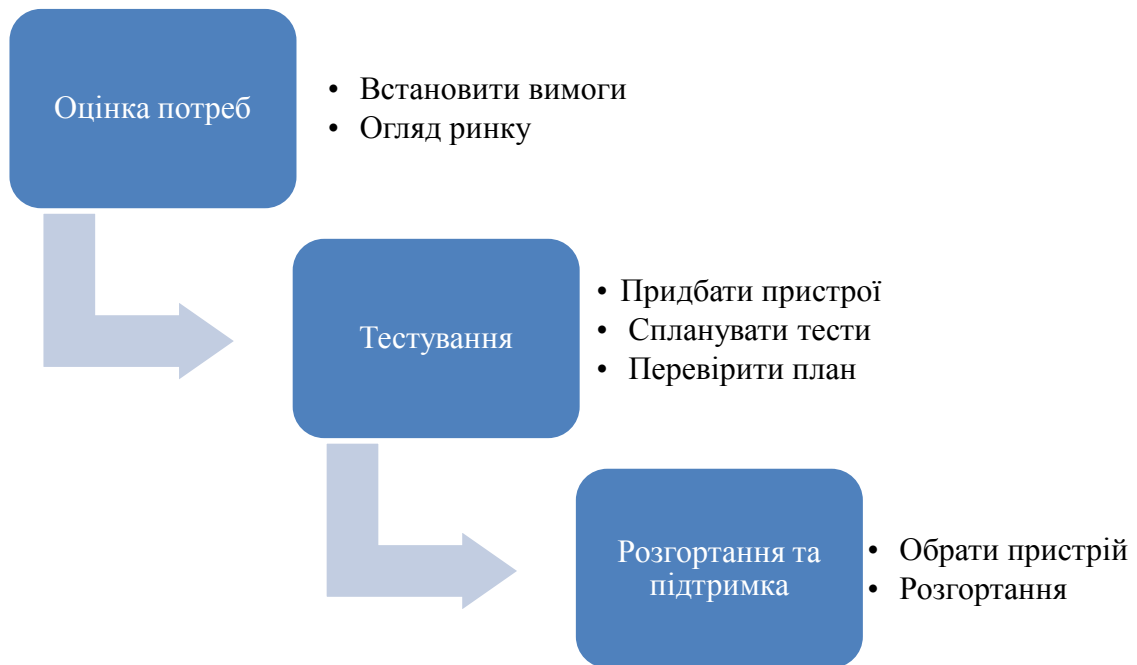 Оцінка потреб
• Встановити вимоги
• Огляд ринку
Тестування
• Придбати пристрої
• Спланувати тести
• Перевірити план
Розгортання та
підтримка
• Обрати пристрій
• Розгортання